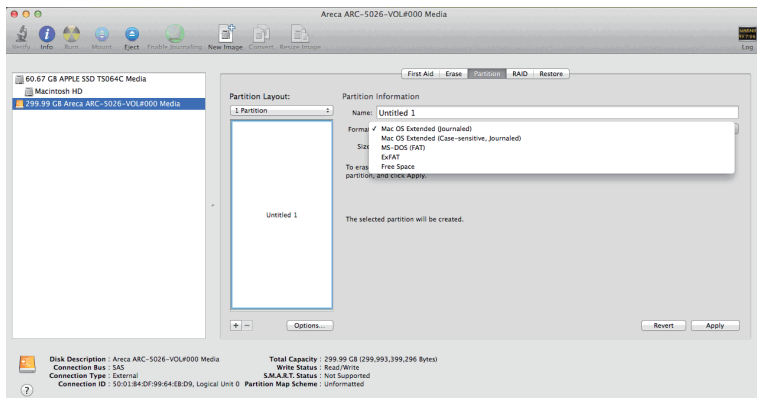 Areca ARC-5026-VOL#000 Media
Verify Info Burn Mount Eject Enable Journaling New Image Convert Resize Image Log
60.67 GB APPLE SSD TS064C Media
Macintosh HD
299.99 GB Areca ARC-5026-VOL#000 Media
First Aid Erase Partition RAID Restore
Partition Layout: Partition Information
1 Partition
Name: Untitled 1
Forma ✓ Mac OS Extended (Journaled)
Mac OS Extended (Case-sensitive, Journaled)
Size MS-DOS (FAT)
ExFAT
To eras Free Space
partition, and click Apply.
Untitled 1
The selected partition will be created.
+ - Options... Revert Apply
Disk Description : Areca ARC-5026-VOL#000 Media Total Capacity : 299.99 GB (299,993,399,296 Bytes)
Connection Bus : SAS Write Status : Read/Write
Connection Type : External S.M.A.R.T. Status : Not Supported
Connection ID : 50:01:B4:DF:99:64:EB:D9, Logical Unit 0 Partition Map Scheme : Unformatted
?